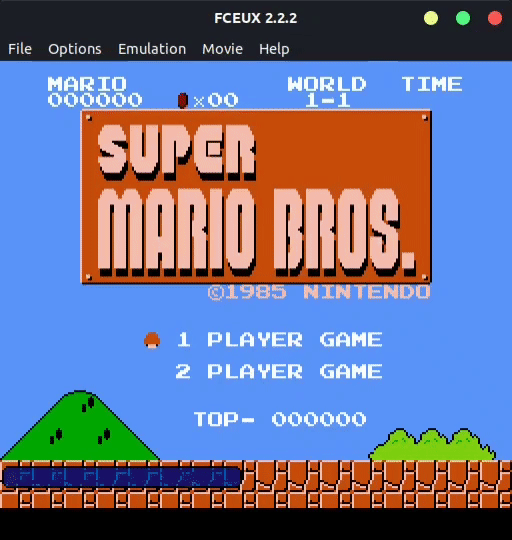 FCEUX 2.2.2
File Options Emulation Movie Help
MARIO WORLD TIME
000000 ×00 1-1
SUPER
MARIO BROS.
©1985 NINTENDO
1 PLAYER GAME
2 PLAYER GAME
TOP- 000000